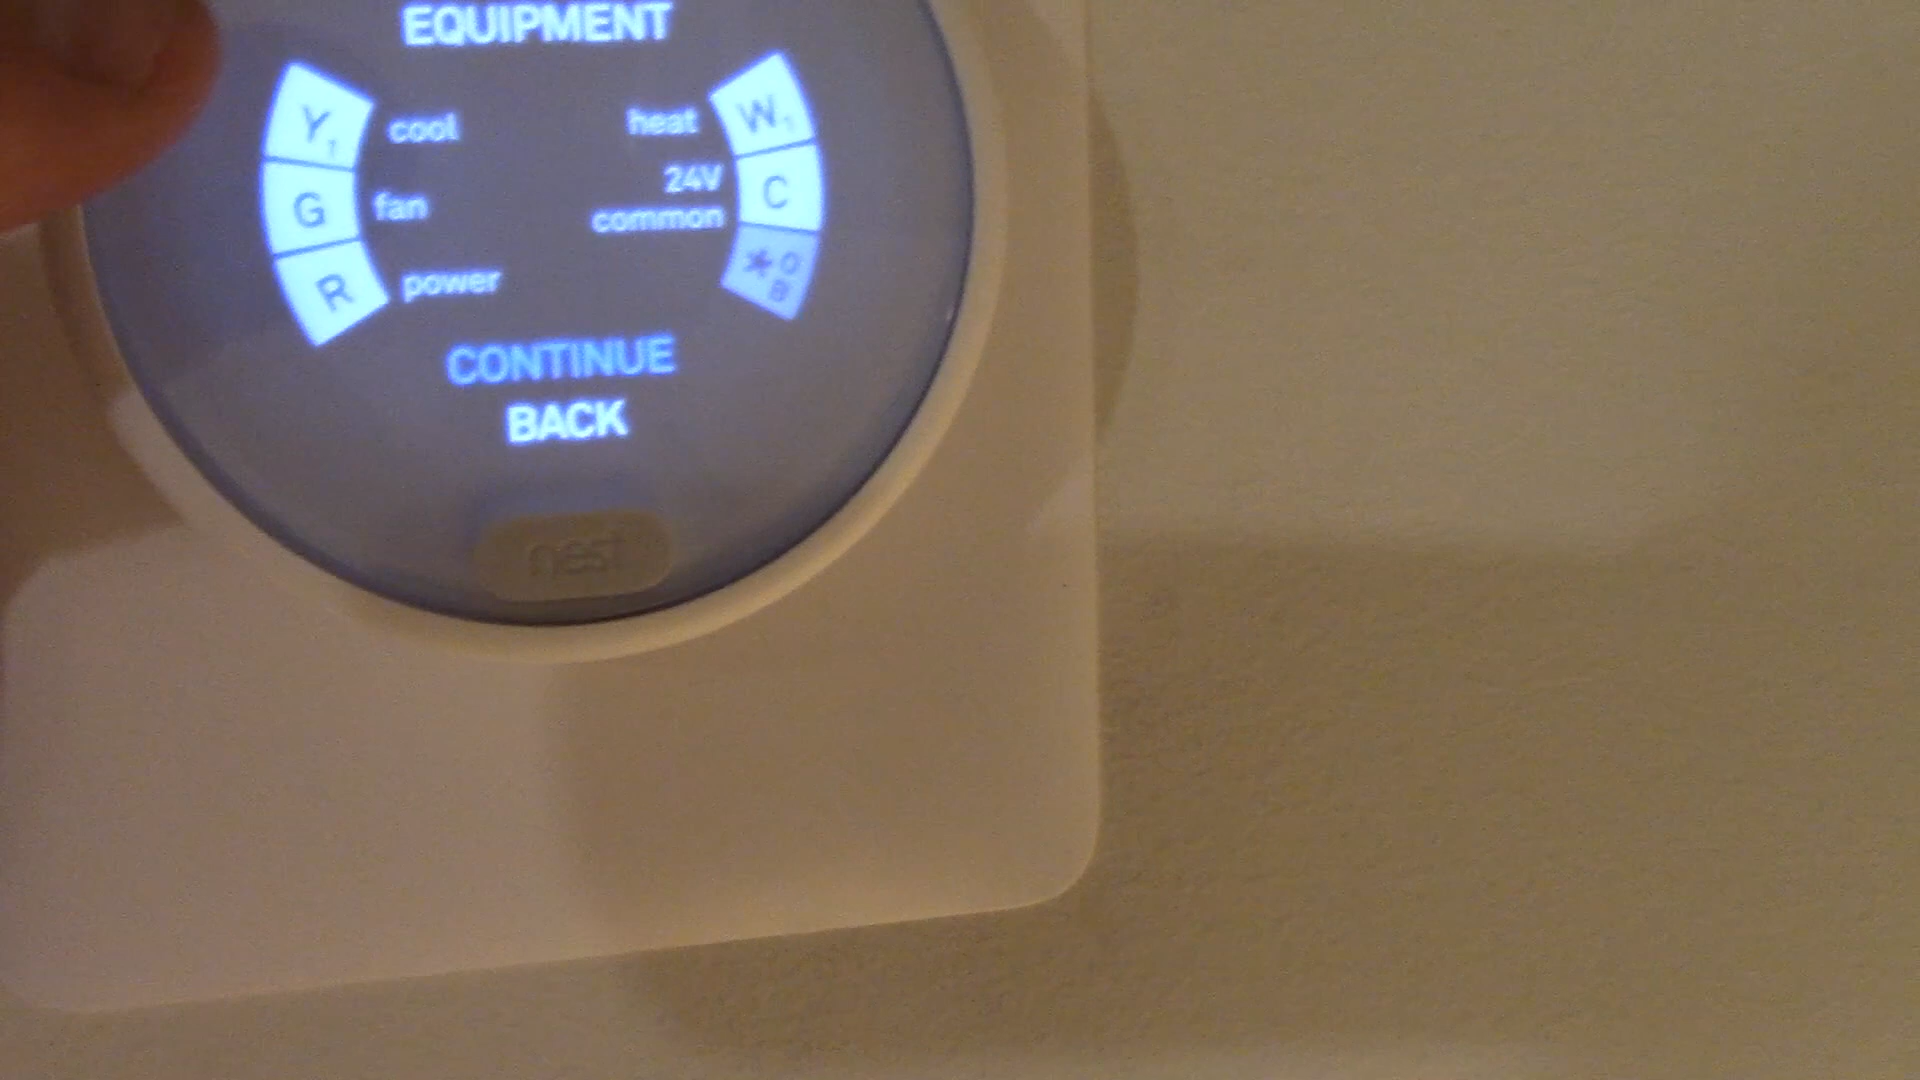 EQUIPMENT
Y1 cool
heat W1
G fan
24V common C
R power
* O B
CONTINUE
BACK
nest